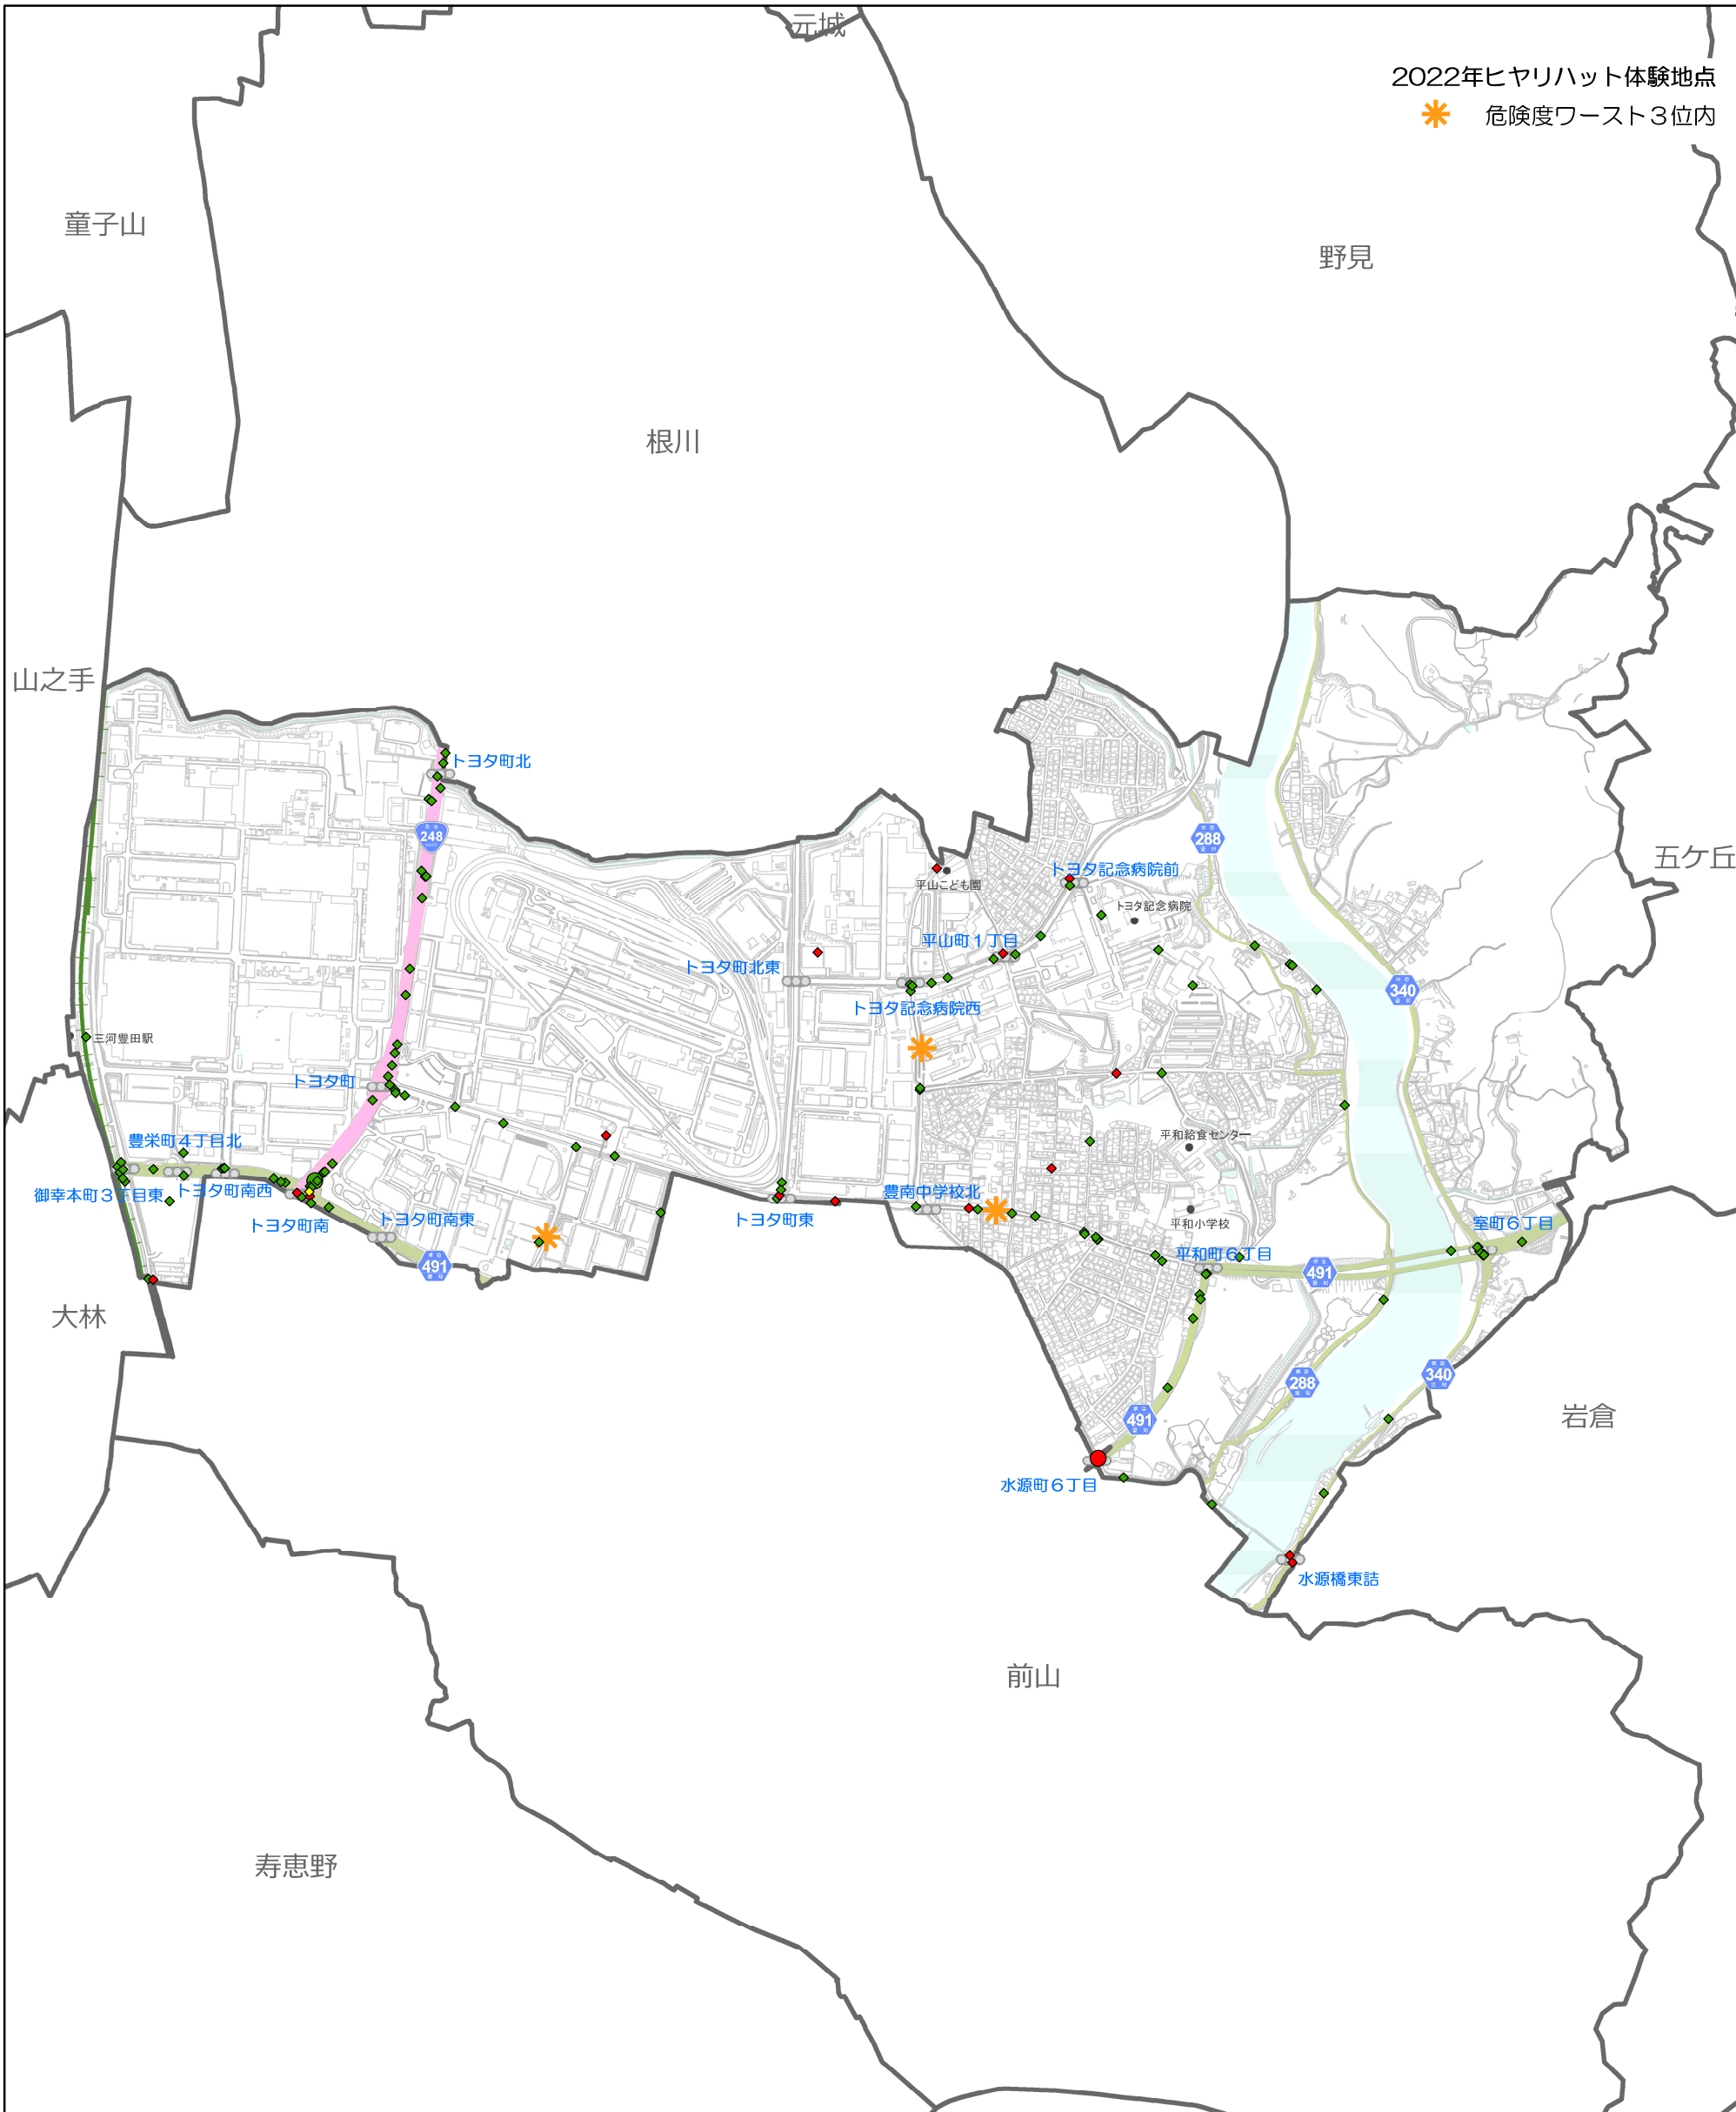 元城
2022年ヒヤリハット体験地点
危険度ワースト3位内
童子山
野見
根川
山之手
トヨタ町北
248
288
五ケ丘
トヨタ記念病院前
平山こども園
トヨタ記念病院
平山町1丁目
トヨタ町北東
340
トヨタ記念病院西
三河豊田駅
トヨタ町
豊栄町4丁目北
平和給食センター
御幸本町3丁目東
トヨタ町南西
豊南中学校北
トヨタ町南
トヨタ町南東
トヨタ町東
平和小学校
室町6丁目
平和町6丁目
491
491
大林
288
340
491
岩倉
水源町6丁目
水源橋東詰
前山
寿恵野